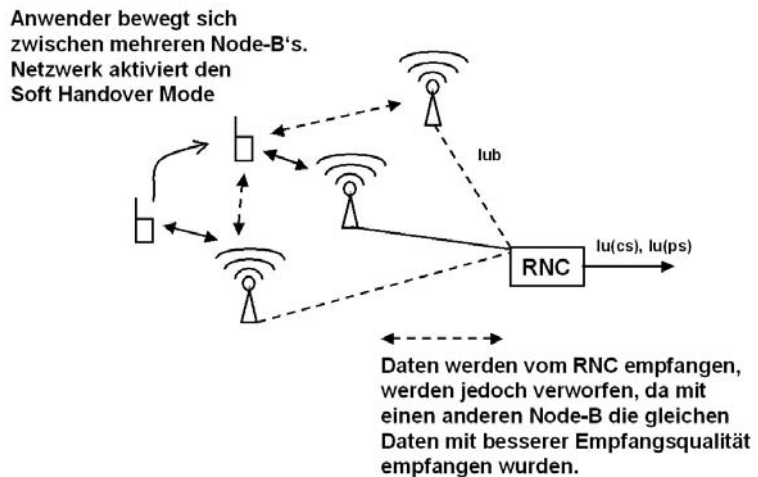 Anwender bewegt sich
zwischen mehreren Node-B's.
Netzwerk aktiviert den
Soft Handover Mode
Iub
Iu(cs), Iu(ps)
RNC
Daten werden vom RNC empfangen,
werden jedoch verworfen, da mit
einen anderen Node-B die gleichen
Daten mit besserer Empfangsqualität
empfangen wurden.